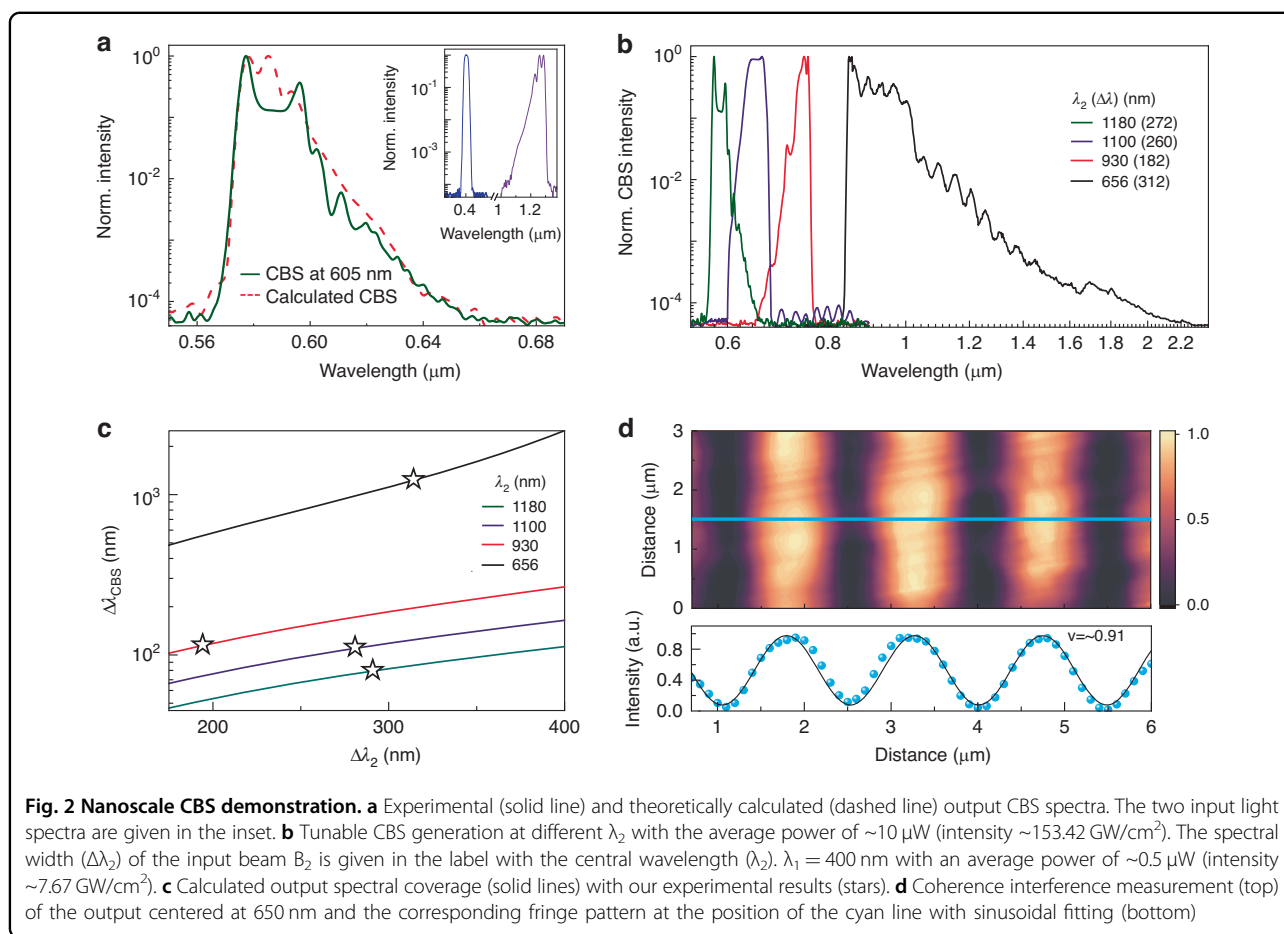 a
Norm. intensity
10⁰
10⁻¹
10⁻²
10⁻³
10⁻⁴
0.56
0.60
0.64
0.68
Wavelength (μm)
CBS at 605 nm
Calculated CBS
Norm. intensity
10⁰
10⁻¹
10⁻³
0.4
1
1.2
Wavelength (μm)
b
Norm. CBS intensity
10⁰
10⁻²
10⁻⁴
0.6
0.8
1
1.2
1.4
1.6
1.8
2
2.2
Wavelength (μm)
λ₂ (Δλ) (nm)
1180 (272)
1100 (260)
930 (182)
656 (312)
c
Δλ_CBS (nm)
10³
10²
200
300
400
Δλ₂ (nm)
λ₂ (nm)
1180
1100
930
656
d
Distance (μm)
3
2
1
0
1.0
0.5
0.0
Intensity (a.u.)
0.8
0.4
0.0
v=~0.91
1
2
3
4
5
6
Distance (μm)
Fig. 2 Nanoscale CBS demonstration. a Experimental (solid line) and theoretically calculated (dashed line) output CBS spectra. The two input light
spectra are given in the inset. b Tunable CBS generation at different λ₂ with the average power of ~10 μW (intensity ~153.42 GW/cm²). The spectral
width (Δλ₂) of the input beam B₂ is given in the label with the central wavelength (λ₂). λ₁ = 400 nm with an average power of ~0.5 μW (intensity
~7.67 GW/cm²). c Calculated output spectral coverage (solid lines) with our experimental results (stars). d Coherence interference measurement (top)
of the output centered at 650 nm and the corresponding fringe pattern at the position of the cyan line with sinusoidal fitting (bottom)